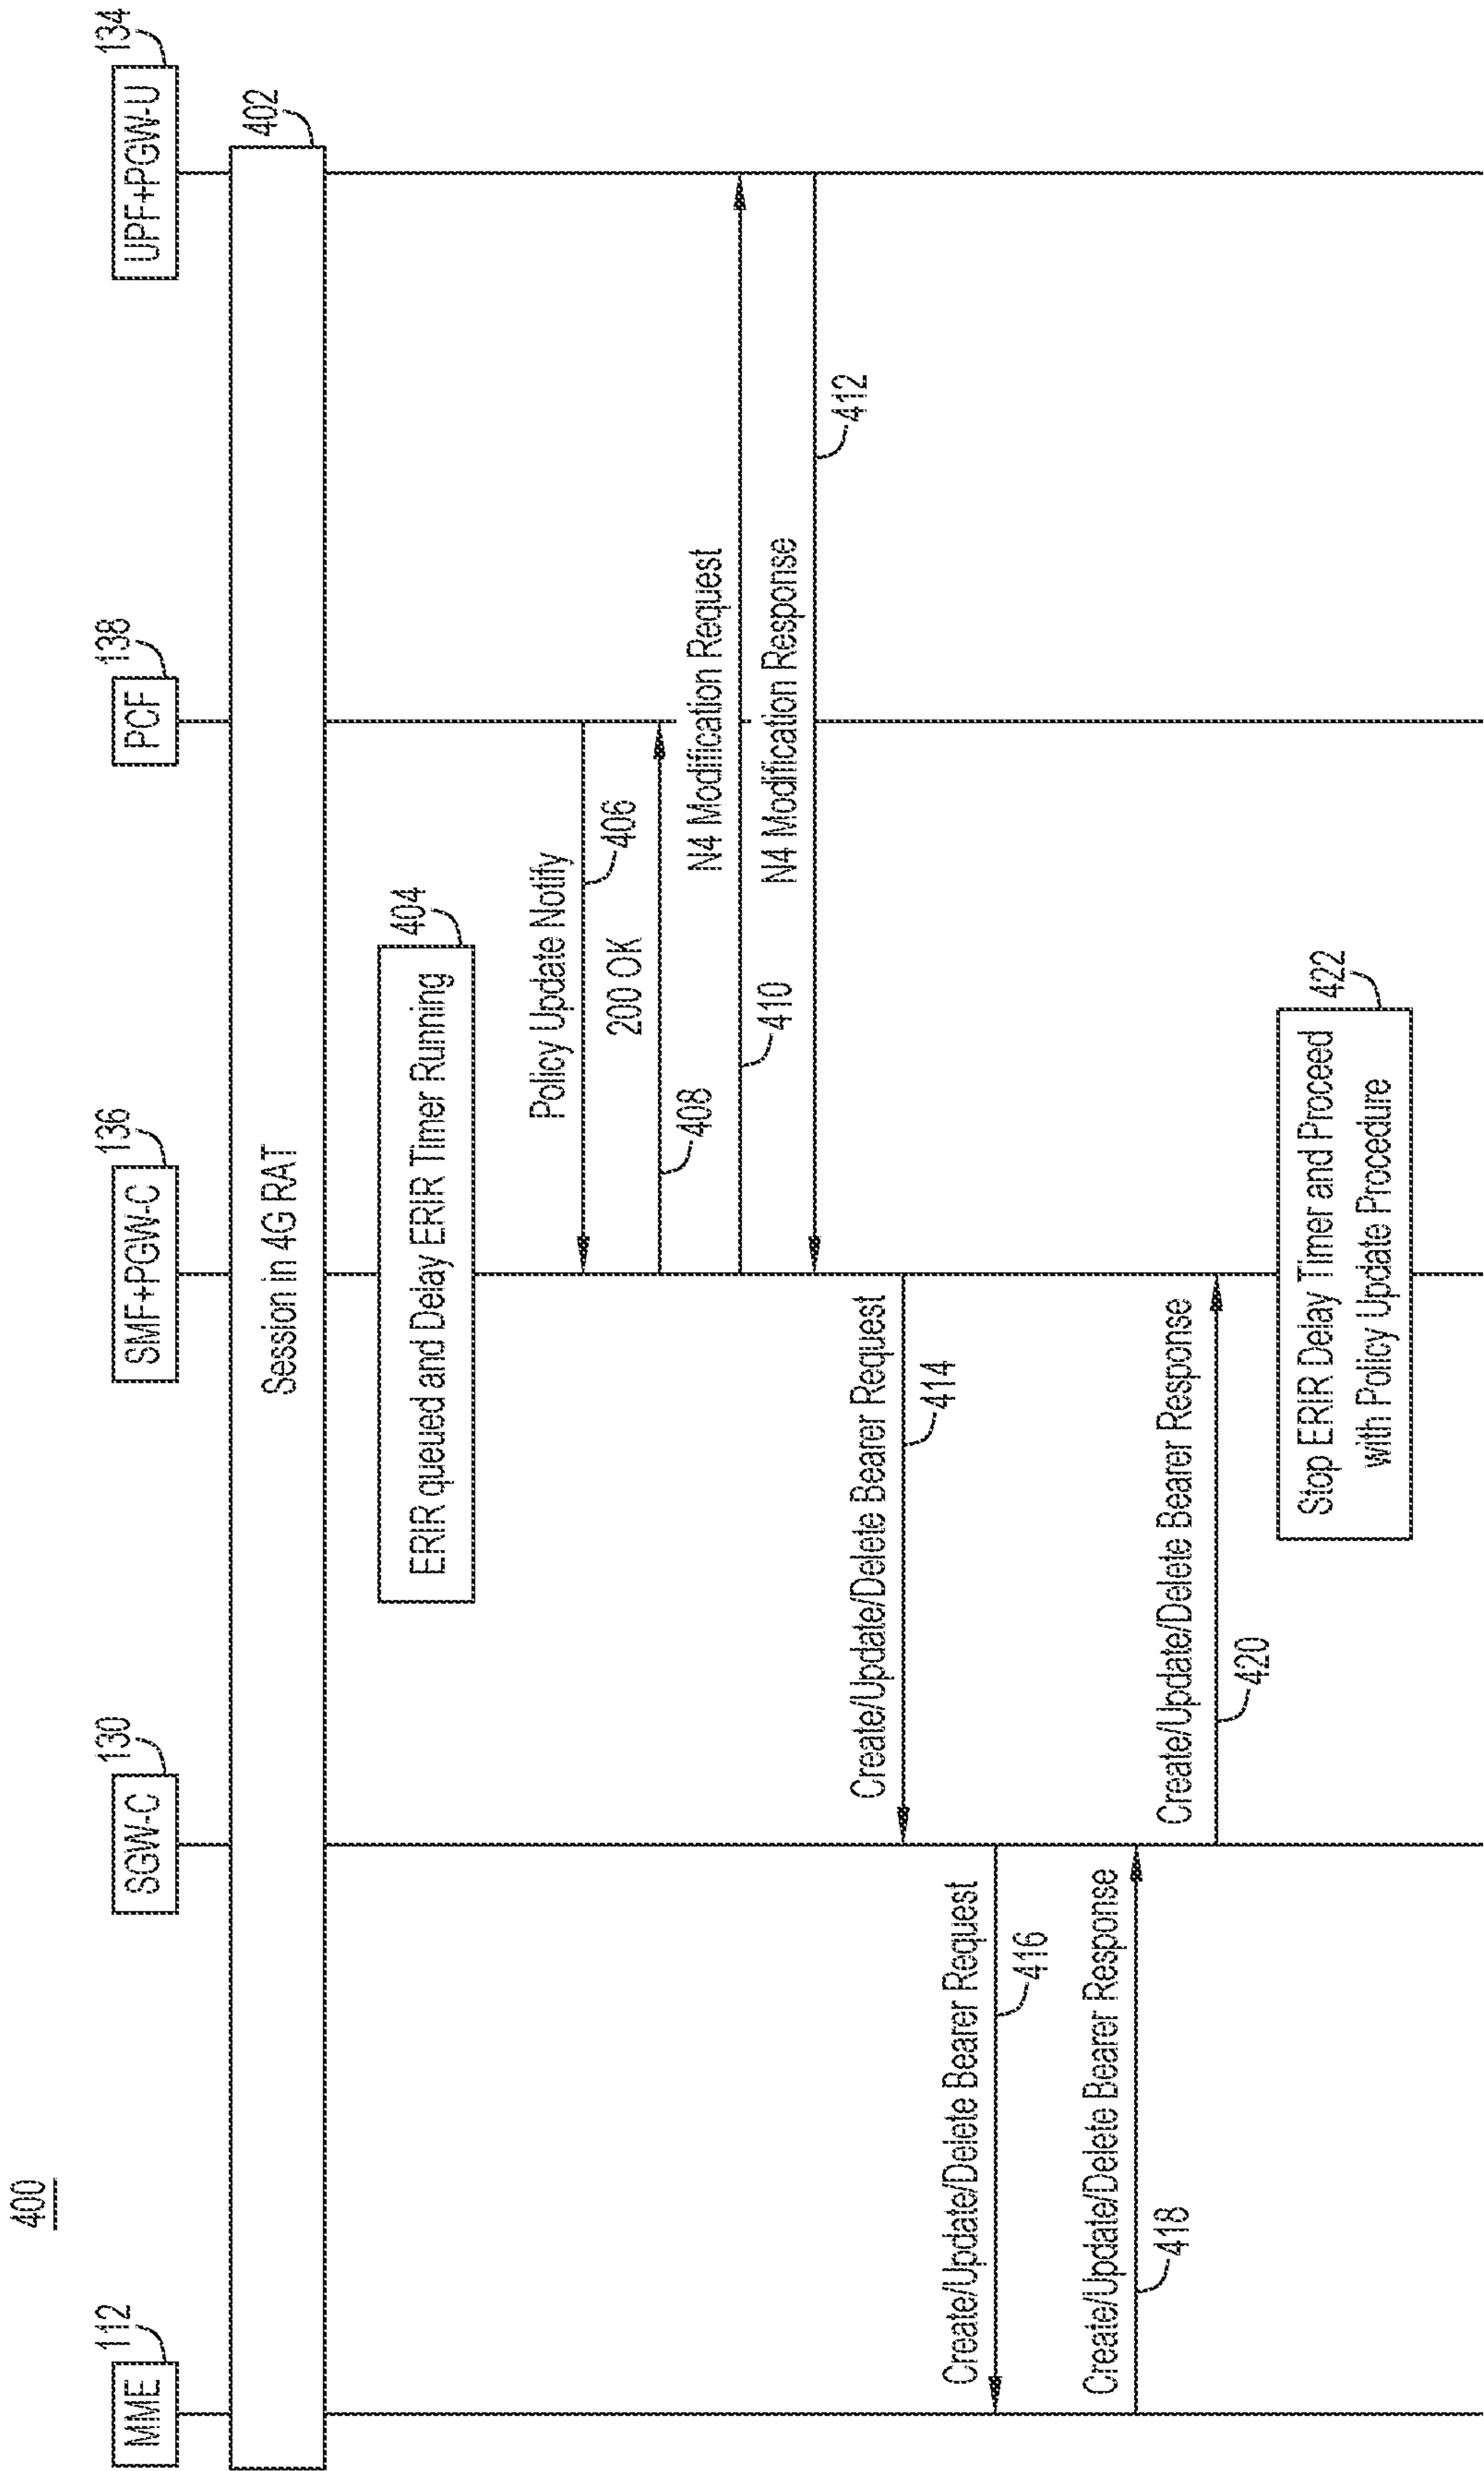 400
112
130
136
138
134
MME
SGW-C
SMF+PGW-C
PCF
UPF+PGW-U
402
Session in 4G RAT
404
ERIR queued and Delay ERIR Timer Running
Policy Update Notify
406
200 OK
408
N4 Modification Request
410
N4 Modification Response
412
Create/Update/Delete Bearer Request
414
Create/Update/Delete Bearer Request
416
Create/Update/Delete Bearer Response
418
Create/Update/Delete Bearer Response
420
422
Stop ERIR Delay Timer and Proceed
with Policy Update Procedure